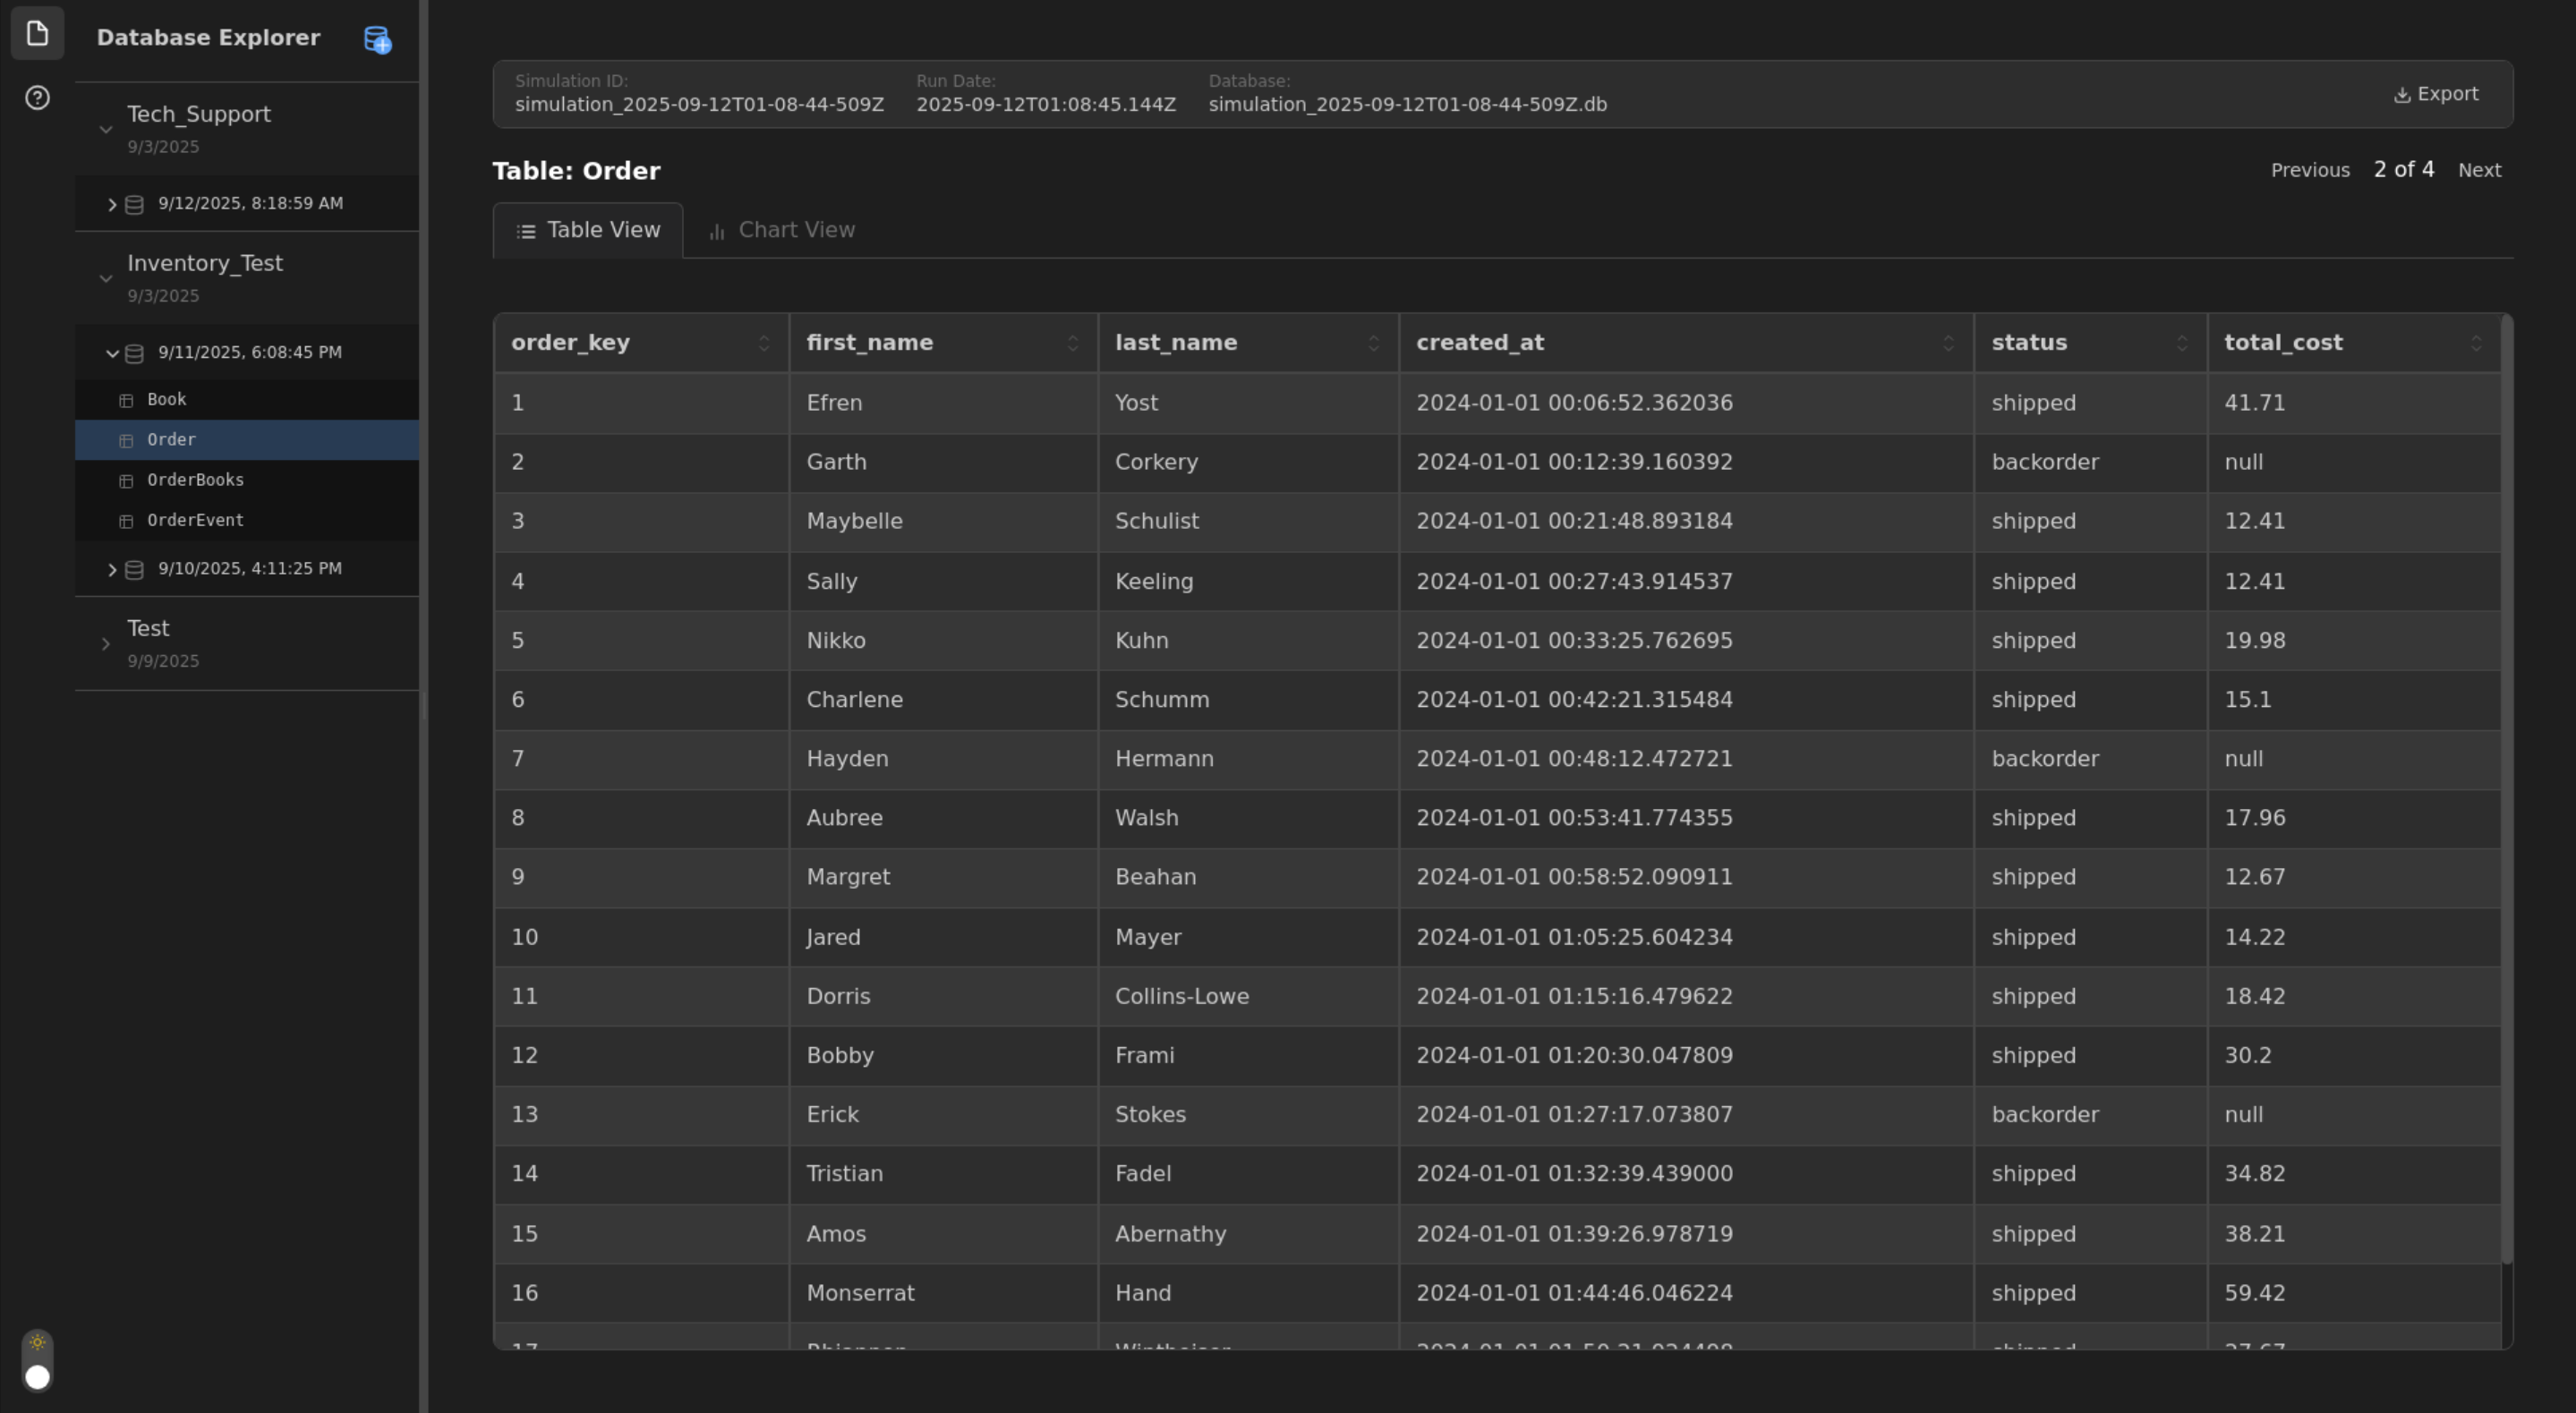 Database Explorer
Tech_Support
9/3/2025
9/12/2025, 8:18:59 AM
Inventory_Test
9/3/2025
9/11/2025, 6:08:45 PM
Book
Order
OrderBooks
OrderEvent
9/10/2025, 4:11:25 PM
Test
9/9/2025
Simulation ID: Run Date: Database:
simulation_2025-09-12T01-08-44-509Z 2025-09-12T01:08:45.144Z simulation_2025-09-12T01-08-44-509Z.db
Export
Table: Order
Previous 2 of 4 Next
Table View Chart View
order_key first_name last_name created_at status total_cost
1 Efren Yost 2024-01-01 00:06:52.362036 shipped 41.71
2 Garth Corkery 2024-01-01 00:12:39.160392 backorder null
3 Maybelle Schulist 2024-01-01 00:21:48.893184 shipped 12.41
4 Sally Keeling 2024-01-01 00:27:43.914537 shipped 12.41
5 Nikko Kuhn 2024-01-01 00:33:25.762695 shipped 19.98
6 Charlene Schumm 2024-01-01 00:42:21.315484 shipped 15.1
7 Hayden Hermann 2024-01-01 00:48:12.472721 backorder null
8 Aubree Walsh 2024-01-01 00:53:41.774355 shipped 17.96
9 Margret Beahan 2024-01-01 00:58:52.090911 shipped 12.67
10 Jared Mayer 2024-01-01 01:05:25.604234 shipped 14.22
11 Dorris Collins-Lowe 2024-01-01 01:15:16.479622 shipped 18.42
12 Bobby Frami 2024-01-01 01:20:30.047809 shipped 30.2
13 Erick Stokes 2024-01-01 01:27:17.073807 backorder null
14 Tristian Fadel 2024-01-01 01:32:39.439000 shipped 34.82
15 Amos Abernathy 2024-01-01 01:39:26.978719 shipped 38.21
16 Monserrat Hand 2024-01-01 01:44:46.046224 shipped 59.42
17 shipped